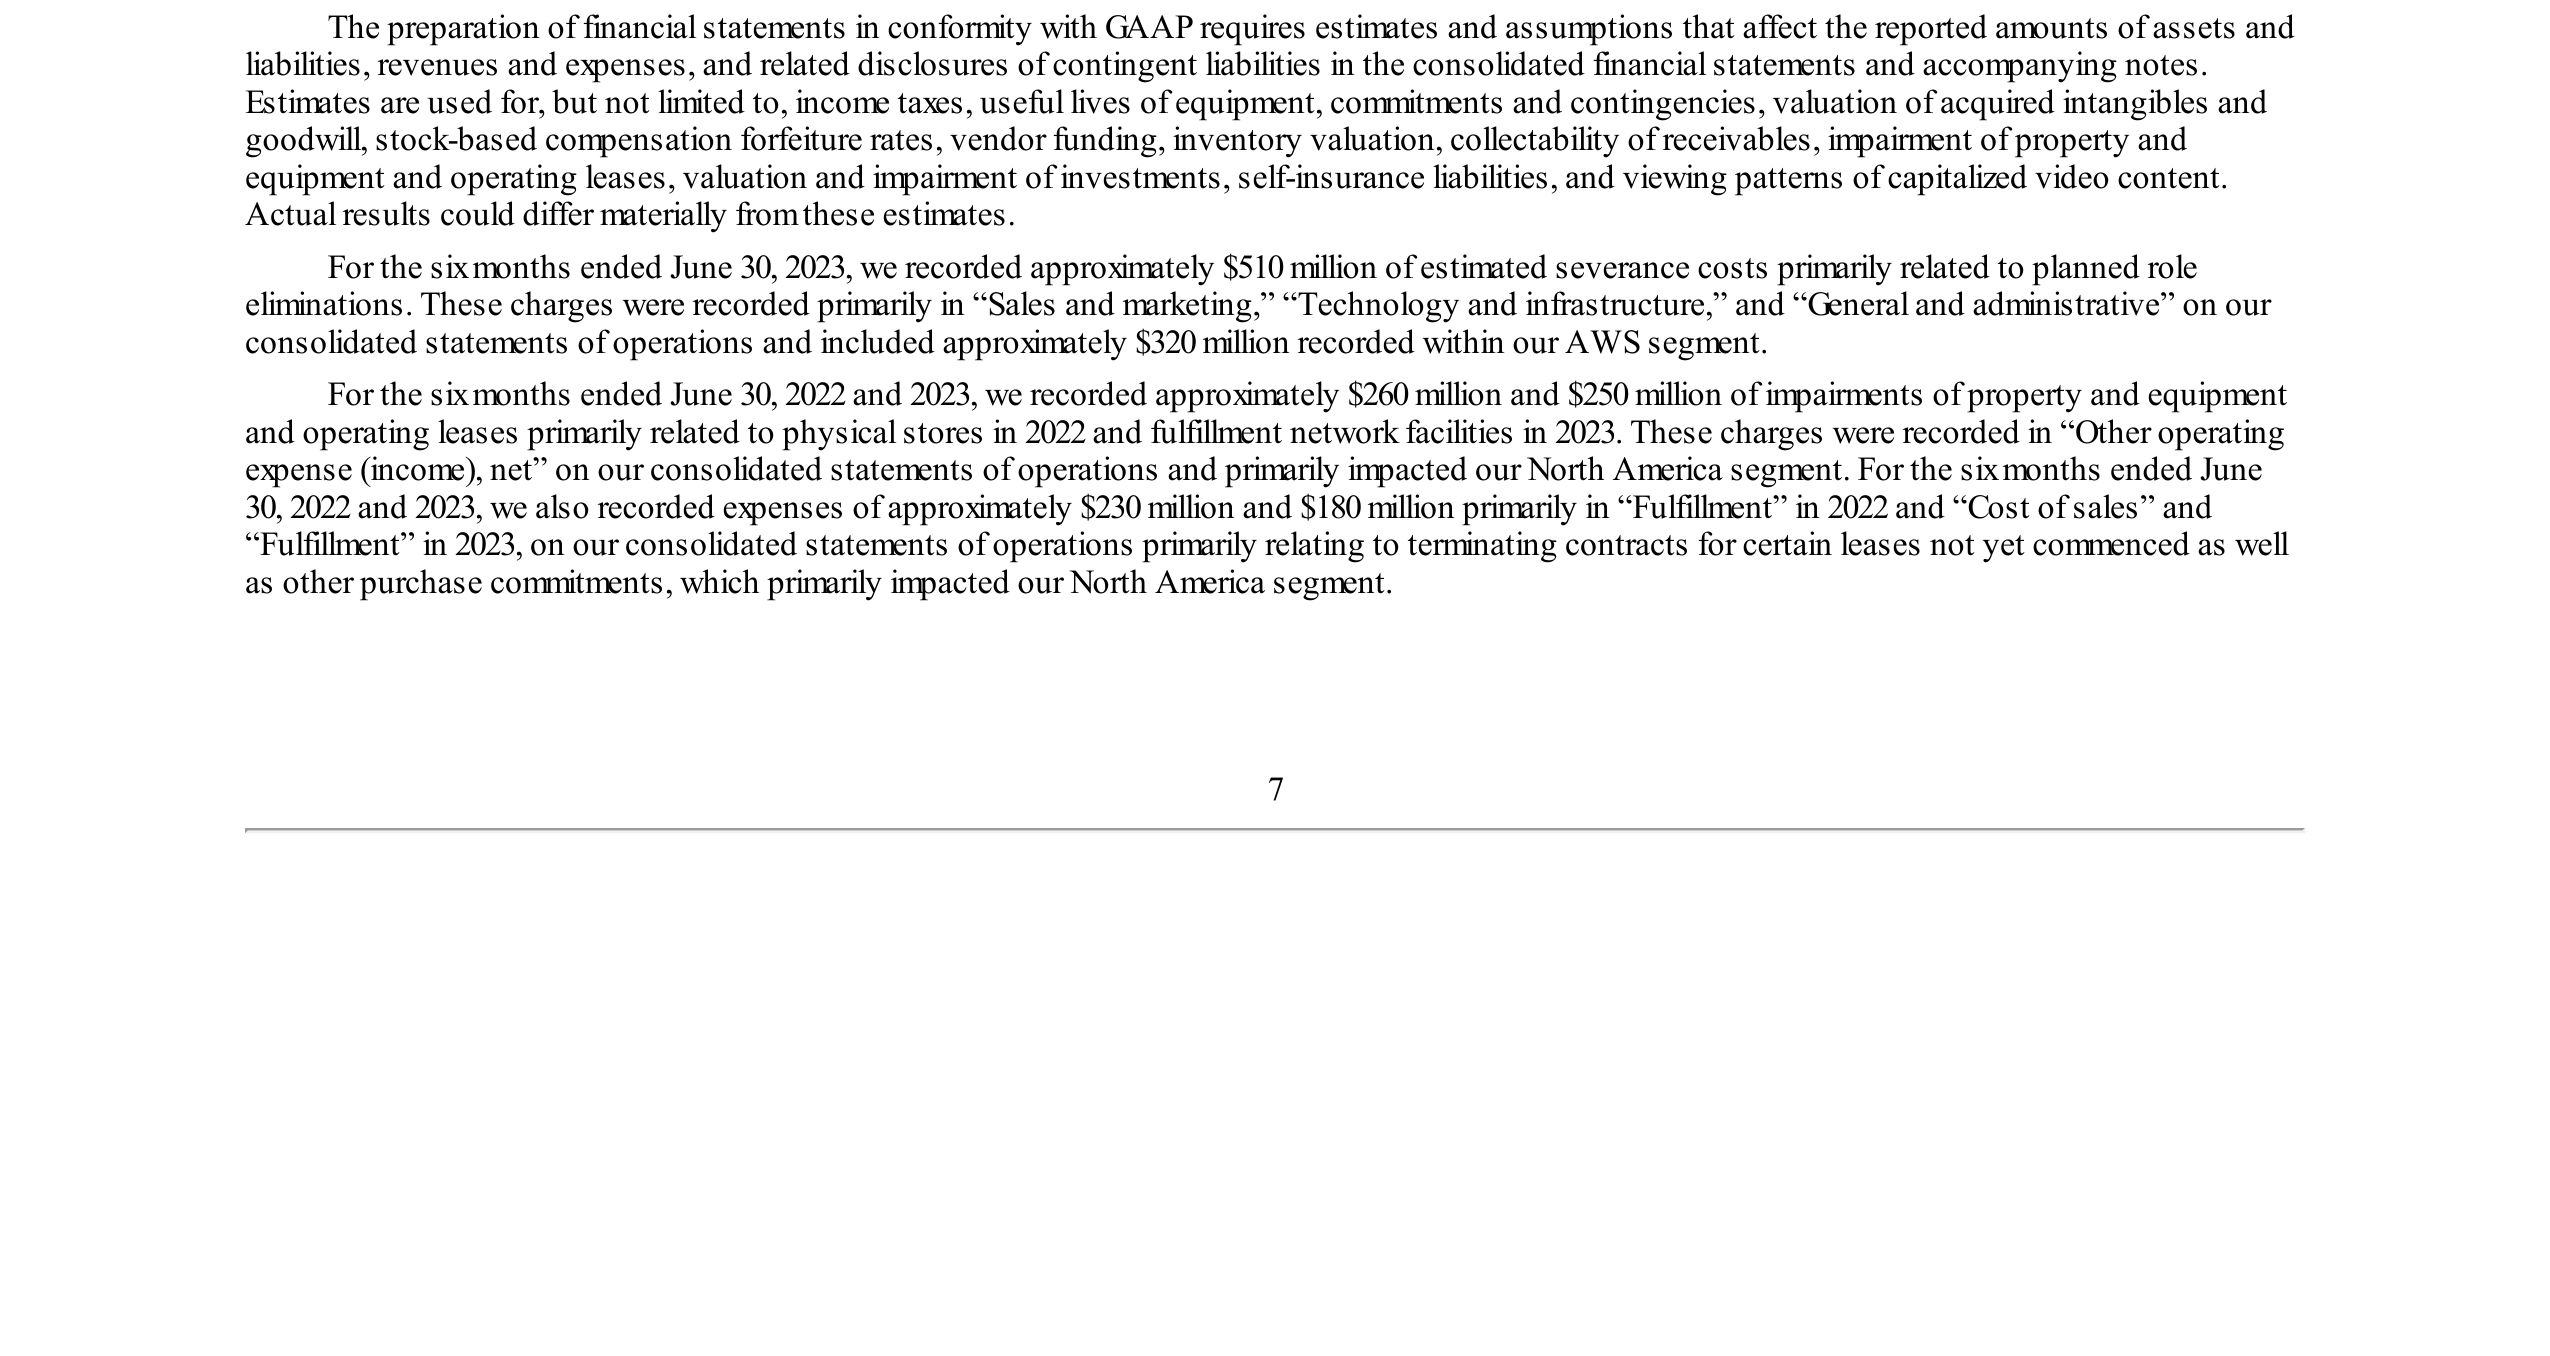 The preparation of financial statements in conformity with GAAP requires estimates and assumptions that affect the reported amounts of assets and
liabilities, revenues and expenses, and related disclosures of contingent liabilities in the consolidated financial statements and accompanying notes.
Estimates are used for, but not limited to, income taxes, useful lives of equipment, commitments and contingencies, valuation of acquired intangibles and
goodwill, stock-based compensation forfeiture rates, vendor funding, inventory valuation, collectability of receivables, impairment of property and
equipment and operating leases, valuation and impairment of investments, self-insurance liabilities, and viewing patterns of capitalized video content.
Actual results could differ materially from these estimates.
For the six months ended June 30, 2023, we recorded approximately $510 million of estimated severance costs primarily related to planned role
eliminations. These charges were recorded primarily in “Sales and marketing,” “Technology and infrastructure,” and “General and administrative” on our
consolidated statements of operations and included approximately $320 million recorded within our AWS segment.
For the six months ended June 30, 2022 and 2023, we recorded approximately $260 million and $250 million of impairments of property and equipment
and operating leases primarily related to physical stores in 2022 and fulfillment network facilities in 2023. These charges were recorded in “Other operating
expense (income), net” on our consolidated statements of operations and primarily impacted our North America segment. For the six months ended June
30, 2022 and 2023, we also recorded expenses of approximately $230 million and $180 million primarily in “Fulfillment” in 2022 and “Cost of sales” and
“Fulfillment” in 2023, on our consolidated statements of operations primarily relating to terminating contracts for certain leases not yet commenced as well
as other purchase commitments, which primarily impacted our North America segment.
7